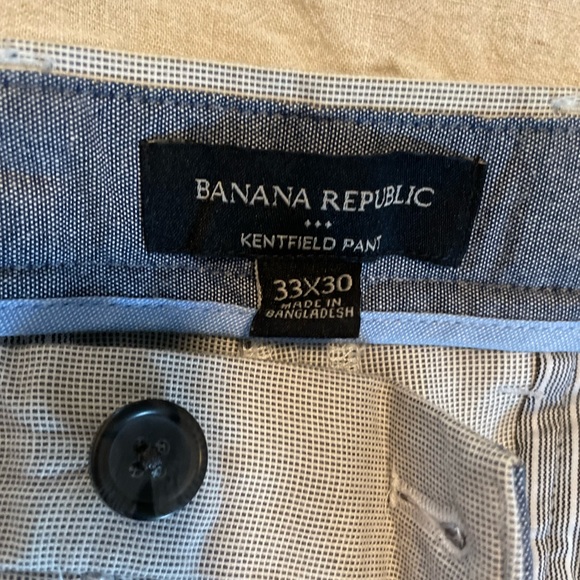 BANANA REPUBLIC
KENTFIELD PANT
33X30
MADE IN
BANGLADESH